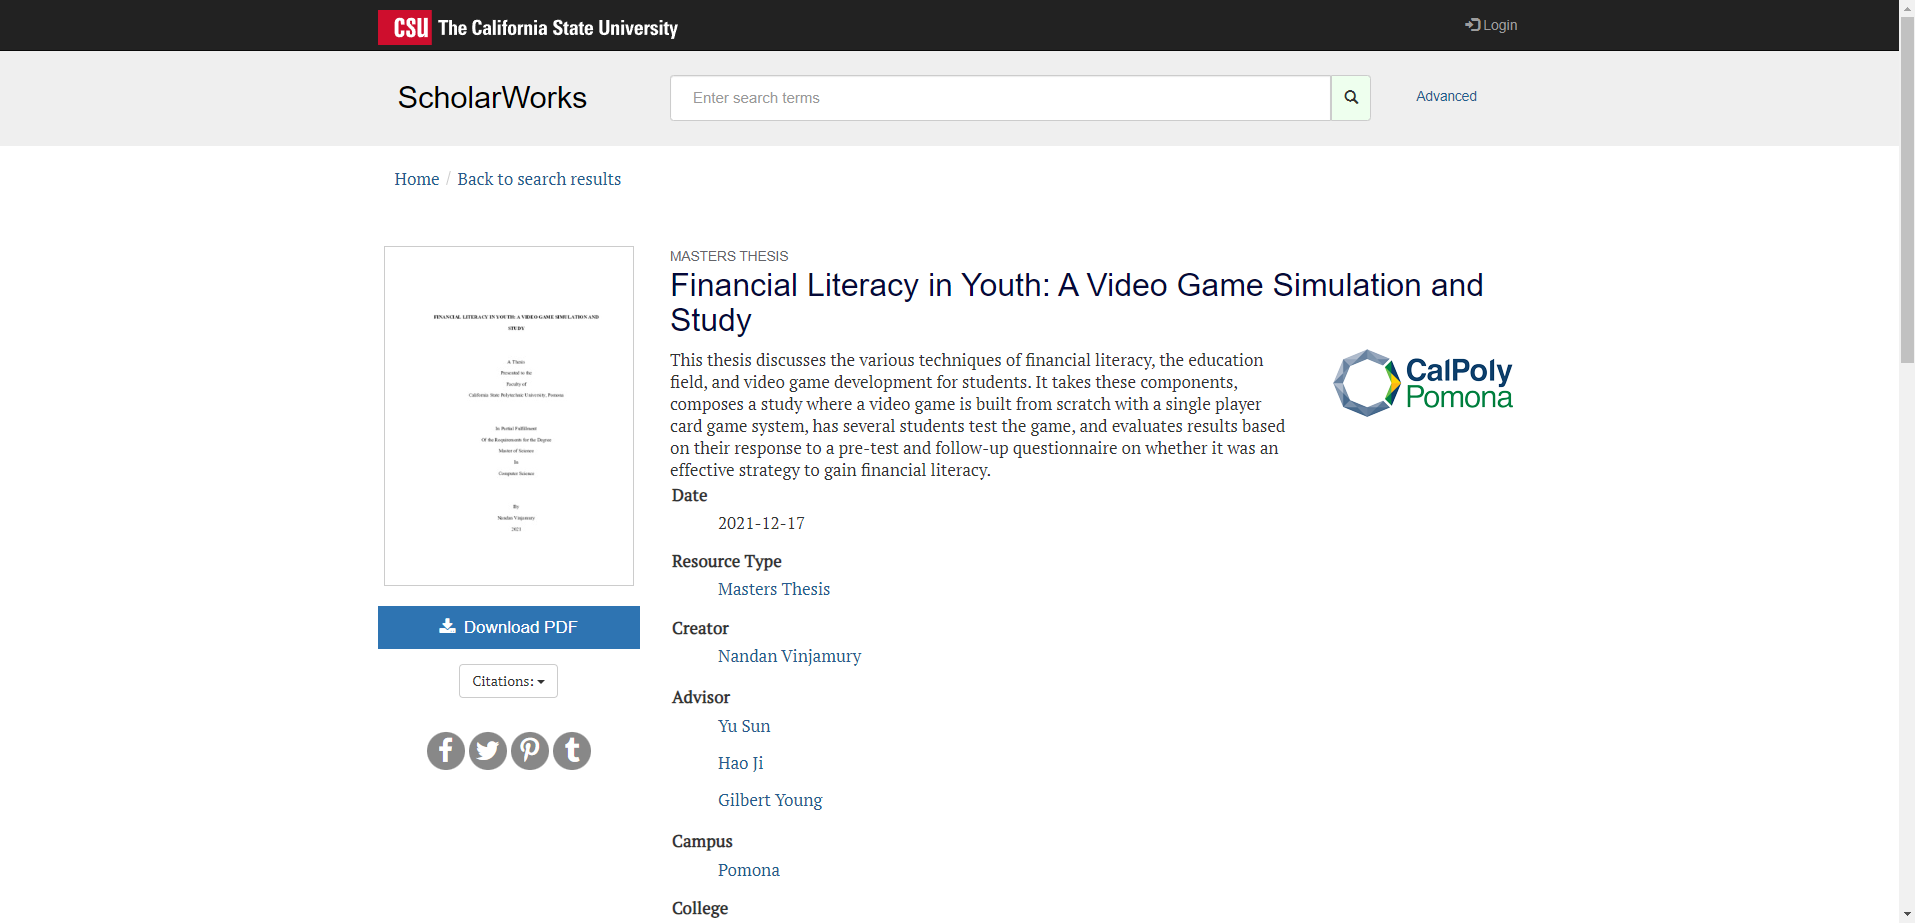 CSU The California State University
Login
ScholarWorks
Enter search terms
Advanced
Home / Back to search results
FINANCIAL LITERACY IN YOUTH: A VIDEO GAME SIMULATION AND
STUDY
A Thesis
Presented to the
Faculty of
California State Polytechnic University, Pomona
In Partial Fulfillment
Of the Requirements for the Degree
Master of Science
In
Computer Science
By
Nandan Vinjamury
2021
Download PDF
Citations:
MASTERS THESIS
Financial Literacy in Youth: A Video Game Simulation and
Study
This thesis discusses the various techniques of financial literacy, the education
field, and video game development for students. It takes these components,
composes a study where a video game is built from scratch with a single player
card game system, has several students test the game, and evaluates results based
on their response to a pre-test and follow-up questionnaire on whether it was an
effective strategy to gain financial literacy.
CalPoly
Pomona
Date
2021-12-17
Resource Type
Masters Thesis
Creator
Nandan Vinjamury
Advisor
Yu Sun
Hao Ji
Gilbert Young
Campus
Pomona
College